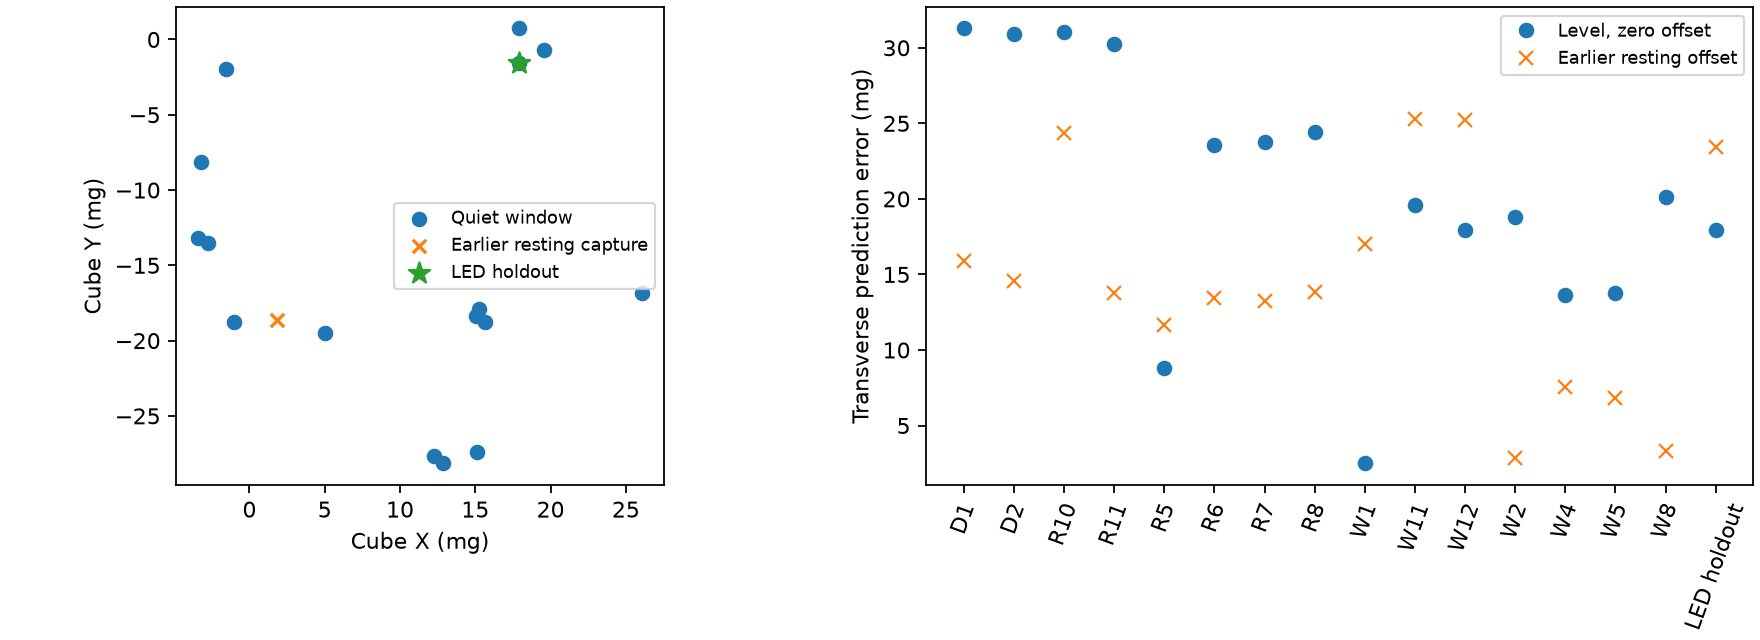 0
−5
−10
−15
−20
−25
Cube Y (mg)
Quiet window
Earlier resting capture
LED holdout
0
5
10
15
20
25
Cube X (mg)
30
25
20
15
10
5
Transverse prediction error (mg)
Level, zero offset
Earlier resting offset
D1
D2
R10
R11
R5
R6
R7
R8
W1
W11
W12
W2
W4
W5
W8
LED holdout